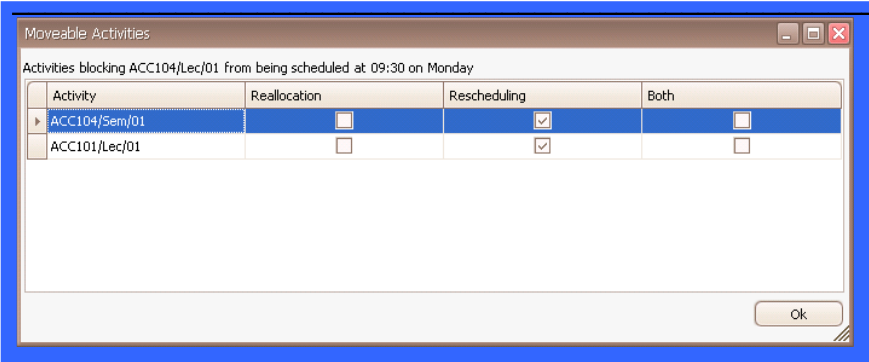 Moveable Activities
Activities blocking ACC104/Lec/01 from being scheduled at 09:30 on Monday
Activity Reallocation Rescheduling Both
ACC104/Sem/01
ACC101/Lec/01
Ok